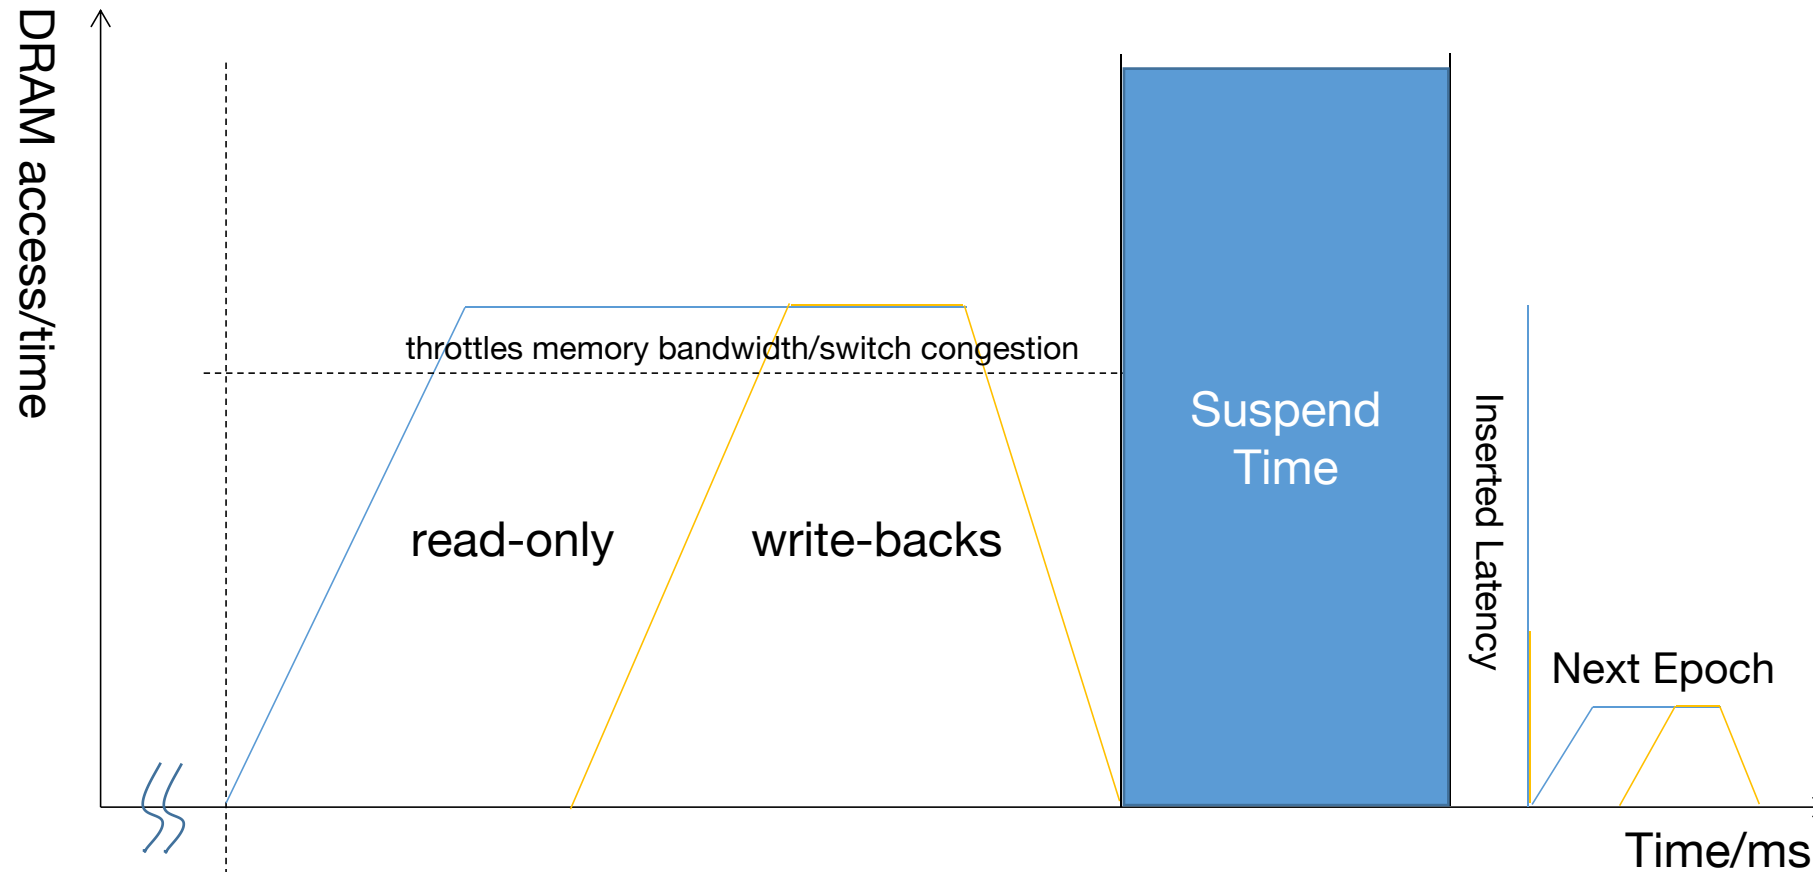 DRAM access/time
throttles memory bandwidth/switch congestion
read-only
write-backs
Suspend
Time
Inserted Latency
Next Epoch
Time/ms